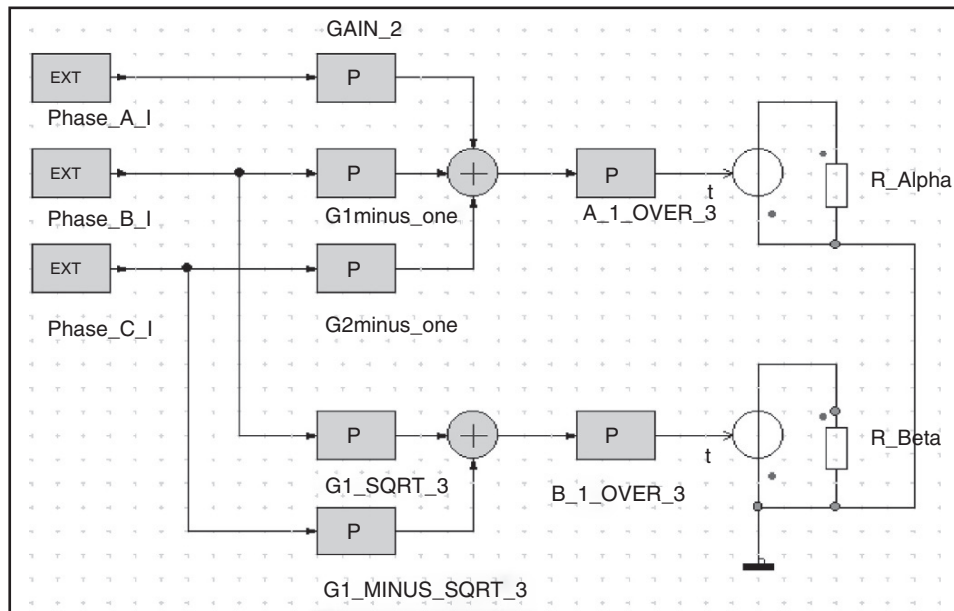 GAIN_2
EXT
P
Phase_A_I
EXT
P
P
t
R_Alpha
Phase_B_I
G1minus_one
A_1_OVER_3
EXT
P
Phase_C_I
G2minus_one
P
P
t
R_Beta
G1_SQRT_3
B_1_OVER_3
P
G1_MINUS_SQRT_3